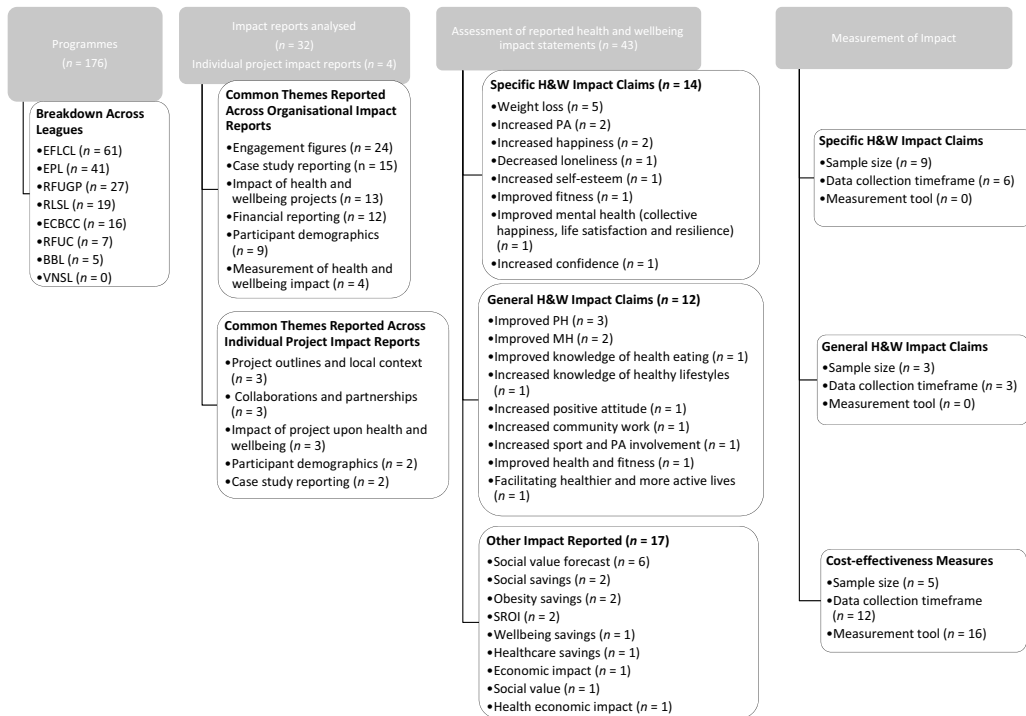 Programmes
(n = 176)
Breakdown Across
Leagues
•EFLCL (n = 61)
•EPL (n = 41)
•RFUGP (n = 27)
•RLSL (n = 19)
•ECBCC (n = 16)
•RFUC (n = 7)
•BBL (n = 5)
•VNSL (n = 0)
Impact reports analysed
(n = 32)
Individual project impact reports (n = 4)
Common Themes Reported
Across Organisational Impact
Reports
•Engagement figures (n = 24)
•Case study reporting (n = 15)
•Impact of health and
wellbeing projects (n = 13)
•Financial reporting (n = 12)
•Participant demographics
(n = 9)
•Measurement of health and
wellbeing impact (n = 4)
Common Themes Reported Across
Individual Project Impact Reports
•Project outlines and local context
(n = 3)
•Collaborations and partnerships
(n = 3)
•Impact of project upon health and
wellbeing (n = 3)
•Participant demographics (n = 2)
•Case study reporting (n = 2)
Assessment of reported health and wellbeing
impact statements (n = 43)
Specific H&W Impact Claims (n = 14)
•Weight loss (n = 5)
•Increased PA (n = 2)
•Increased happiness (n = 2)
•Decreased loneliness (n = 1)
•Increased self-esteem (n = 1)
•Improved fitness (n = 1)
•Improved mental health (collective
happiness, life satisfaction and resilience)
(n = 1)
•Increased confidence (n = 1)
General H&W Impact Claims (n = 12)
•Improved PH (n = 3)
•Improved MH (n = 2)
•Improved knowledge of health eating (n = 1)
•Increased knowledge of healthy lifestyles
(n = 1)
•Increased positive attitude (n = 1)
•Increased community work (n = 1)
•Increased sport and PA involvement (n = 1)
•Improved health and fitness (n = 1)
•Facilitating healthier and more active lives
(n = 1)
Other Impact Reported (n = 17)
•Social value forecast (n = 6)
•Social savings (n = 2)
•Obesity savings (n = 2)
•SROI (n = 2)
•Wellbeing savings (n = 1)
•Healthcare savings (n = 1)
•Economic impact (n = 1)
•Social value (n = 1)
•Health economic impact (n = 1)
Measurement of Impact
Specific H&W Impact Claims
•Sample size (n = 9)
•Data collection timeframe (n = 6)
•Measurement tool (n = 0)
General H&W Impact Claims
•Sample size (n = 3)
•Data collection timeframe (n = 3)
•Measurement tool (n = 0)
Cost-effectiveness Measures
•Sample size (n = 5)
•Data collection timeframe
(n = 12)
•Measurement tool (n = 16)